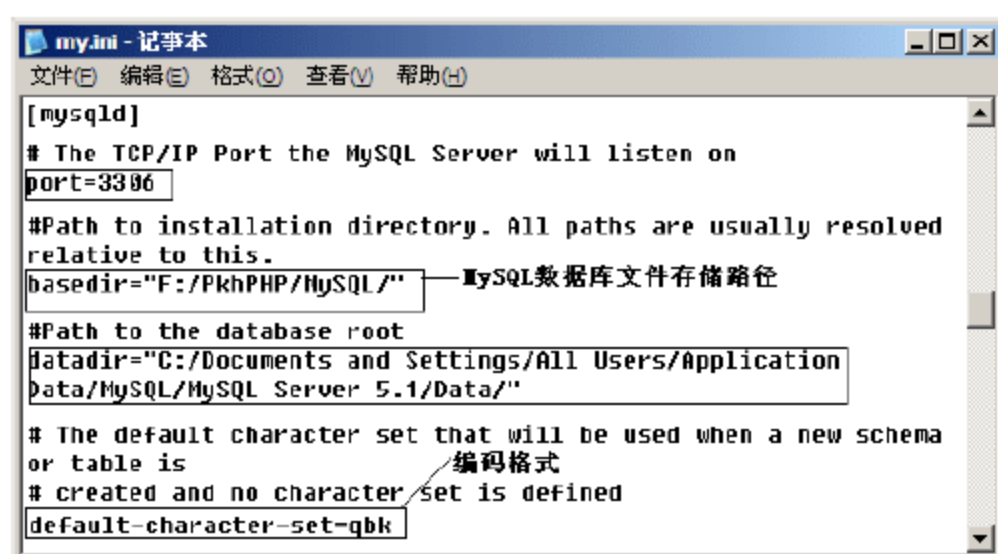 my.ini - 记事本
文件(F) 编辑(E) 格式(O) 查看(V) 帮助(H)
[mysqld]
# The TCP/IP Port the MySQL Server will listen on
port=3306
#Path to installation directory. All paths are usually resolved
relative to this.
basedir="F:/PkhPHP/MySQL/" MySQL数据库文件存储路径
#Path to the database root
datadir="C:/Documents and Settings/All Users/Application
Data/MySQL/MySQL Server 5.1/Data/"
# The default character set that will be used when a new schema
or table is
编码格式
# created and no character set is defined
default-character-set=gbk